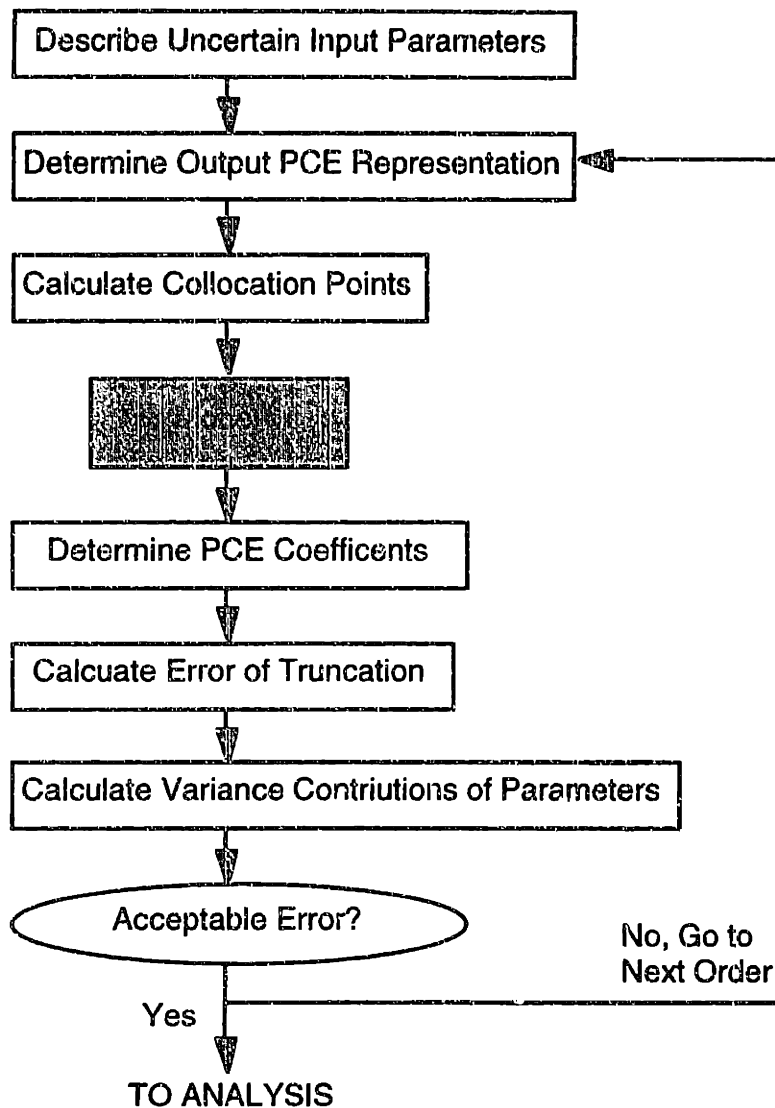 Describe Uncertain Input Parameters
Determine Output PCE Representation
Calculate Collocation Points
Determine PCE Coefficents
Calcuate Error of Truncation
Calculate Variance Contriutions of Parameters
Acceptable Error?
No, Go to
Next Order
Yes
TO ANALYSIS